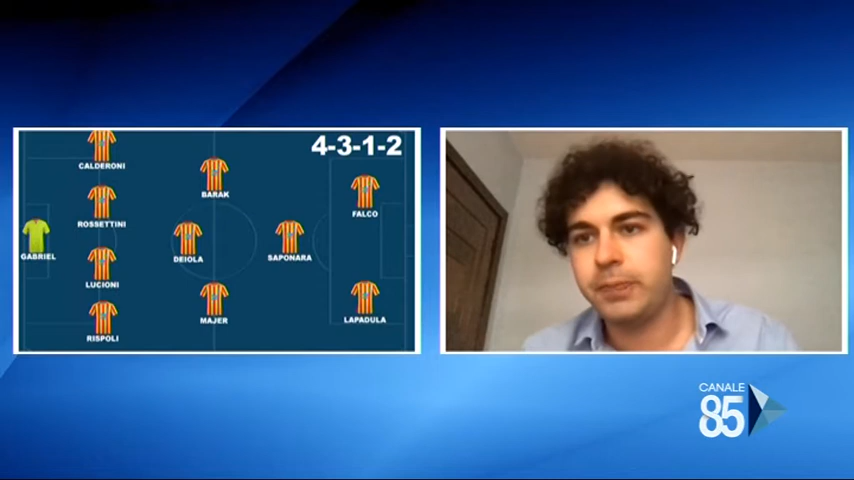 4-3-1-2
CALDERONI
BARAK
ROSSETTINI
FALCO
GABRIEL
DEIOLA
SAPONARA
LUCIONI
MAJER
LAPADULA
RISPOLI
CANALE
85